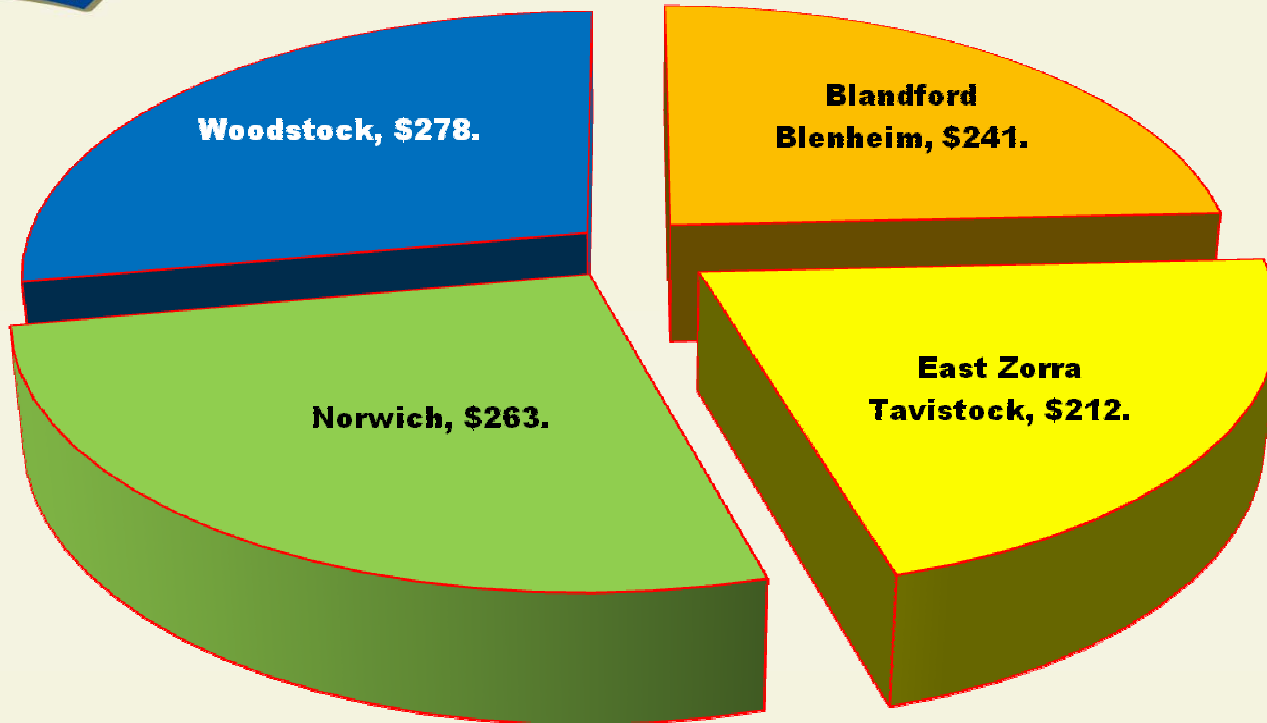 Woodstock, $278.
Blandford
Blenheim, $241.
East Zorra
Tavistock, $212.
Norwich, $263.